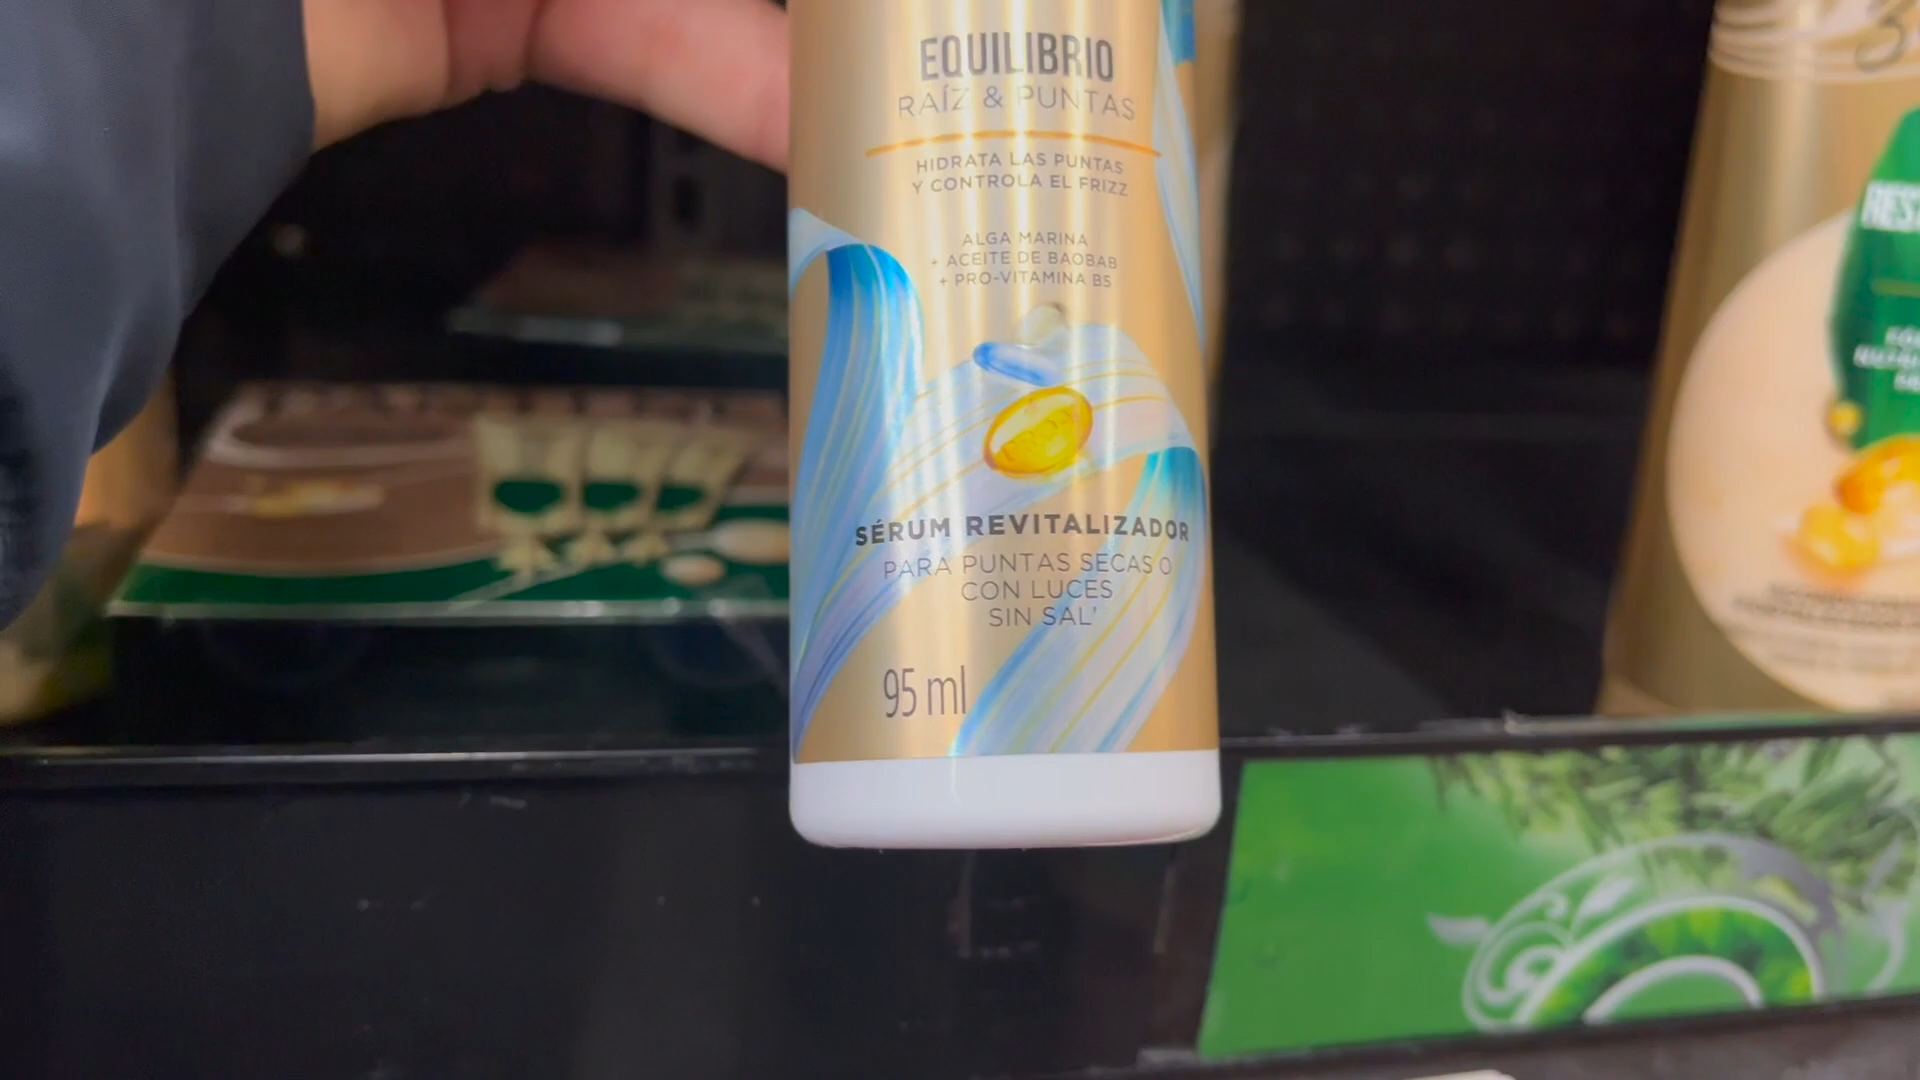 EQUILIBRIO
RAÍZ & PUNTAS
HIDRATA LAS PUNTAS
Y CONTROLA EL FRIZZ
ALGA MARINA
+ ACEITE DE BAOBAB
+ PRO-VITAMINA B5
SÉRUM REVITALIZADOR
PARA PUNTAS SECAS O
CON LUCES
SIN SAL'
95 ml